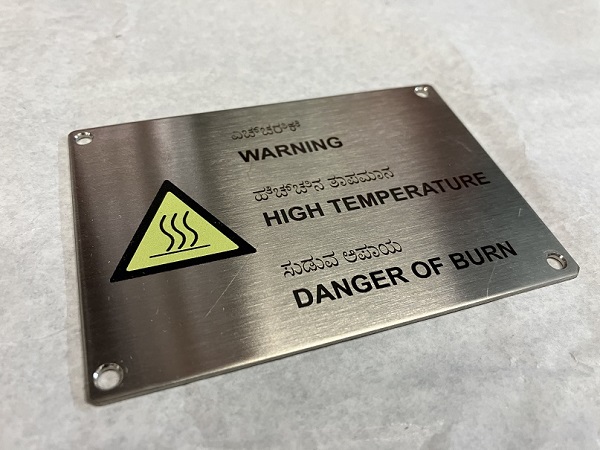 ಎಚ್ಚರಿಕೆ
WARNING
ಹೆಚ್ಚಿನ ತಾಪಮಾನ
HIGH TEMPERATURE
ಸುಡುವ ಅಪಾಯ
DANGER OF BURN